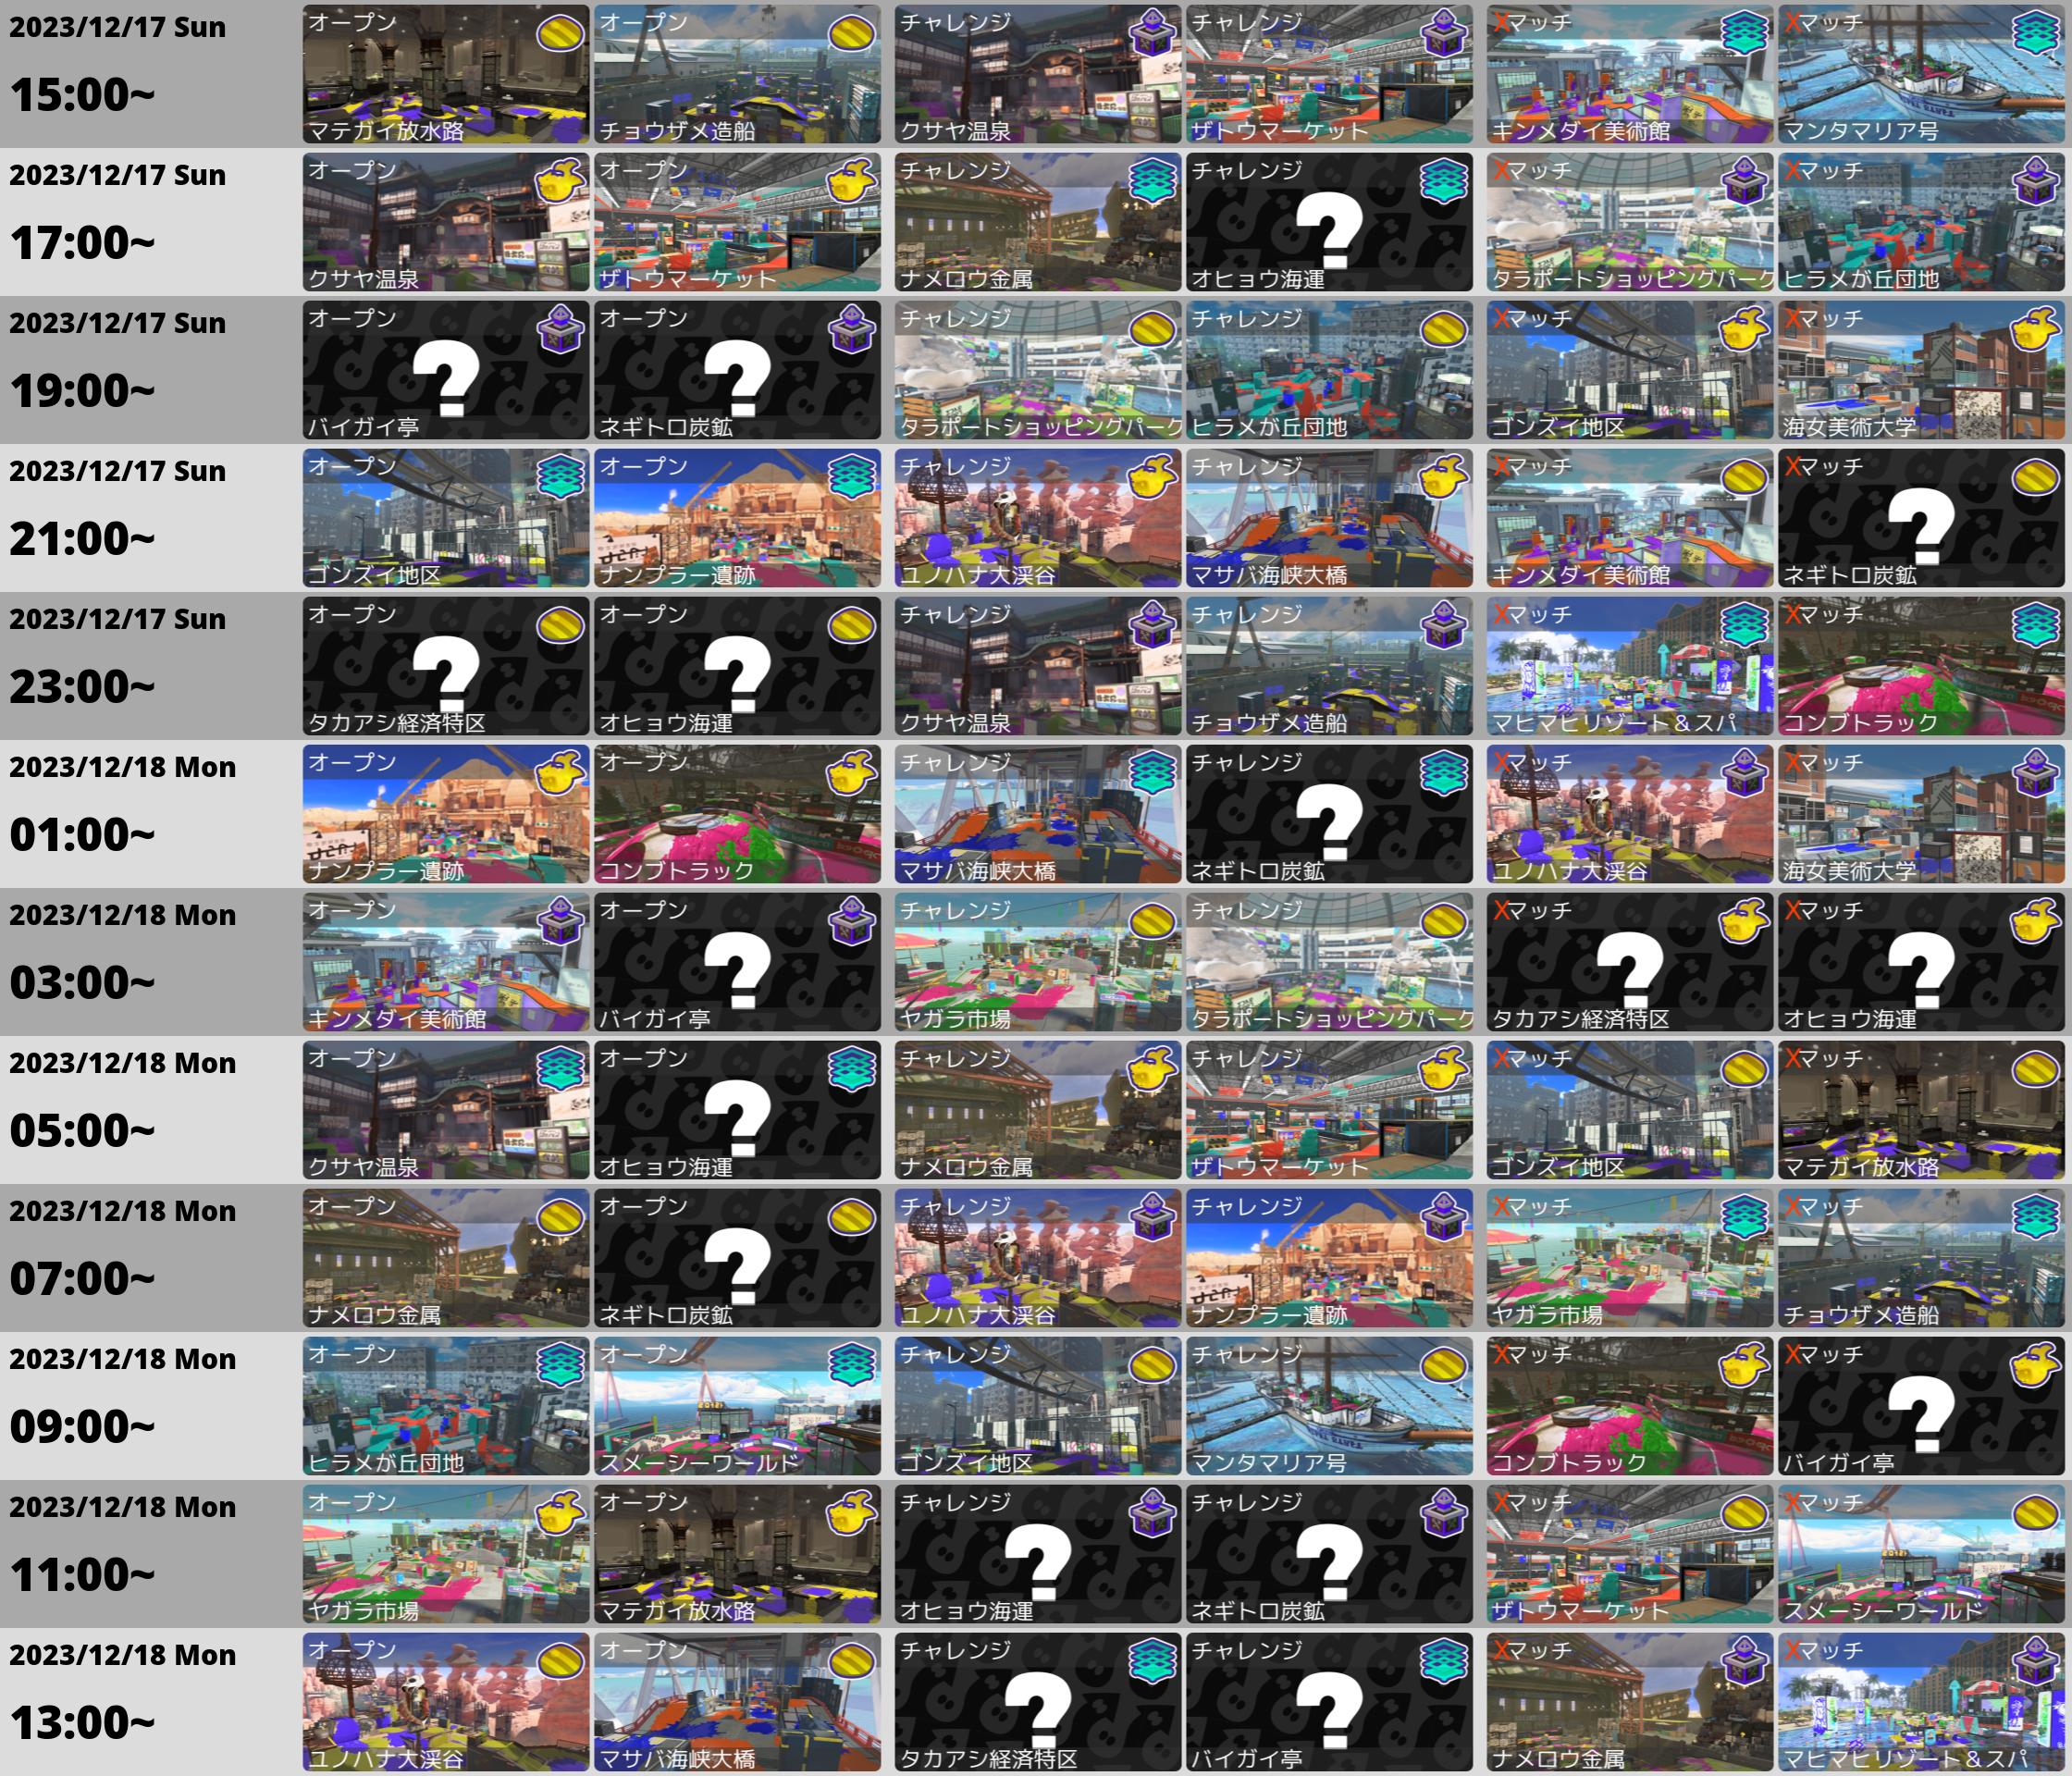 2023/12/17 Sun
15:00~
オープン オープン チャレンジ チャレンジ Xマッチ Xマッチ
マテガイ放水路 チョウザメ造船 クサヤ温泉 ザトウマーケット キンメダイ美術館 マンタマリア号
2023/12/17 Sun
17:00~
オープン オープン チャレンジ チャレンジ Xマッチ Xマッチ
クサヤ温泉 ザトウマーケット ナメロウ金属 オヒョウ海運 タラポートショッピングパーク ヒラメが丘団地
2023/12/17 Sun
19:00~
オープン オープン チャレンジ チャレンジ Xマッチ Xマッチ
バイガイ亭 ネギトロ炭鉱 タラポートショッピングパーク ヒラメが丘団地 ゴンズイ地区 海女美術大学
2023/12/17 Sun
21:00~
オープン オープン チャレンジ チャレンジ Xマッチ Xマッチ
ゴンズイ地区 ナンプラー遺跡 ユノハナ大渓谷 マサバ海峡大橋 キンメダイ美術館 ネギトロ炭鉱
2023/12/17 Sun
23:00~
オープン オープン チャレンジ チャレンジ Xマッチ Xマッチ
タカアシ経済特区 オヒョウ海運 クサヤ温泉 チョウザメ造船 マヒマヒリゾート&スパ コンブトラック
2023/12/18 Mon
01:00~
オープン オープン チャレンジ チャレンジ Xマッチ Xマッチ
ナンプラー遺跡 コンブトラック マサバ海峡大橋 ネギトロ炭鉱 ユノハナ大渓谷 海女美術大学
2023/12/18 Mon
03:00~
オープン オープン チャレンジ チャレンジ Xマッチ Xマッチ
キンメダイ美術館 バイガイ亭 ヤガラ市場 タラポートショッピングパーク タカアシ経済特区 オヒョウ海運
2023/12/18 Mon
05:00~
オープン オープン チャレンジ チャレンジ Xマッチ Xマッチ
クサヤ温泉 オヒョウ海運 ナメロウ金属 ザトウマーケット ゴンズイ地区 マテガイ放水路
2023/12/18 Mon
07:00~
オープン オープン チャレンジ チャレンジ Xマッチ Xマッチ
ナメロウ金属 ネギトロ炭鉱 ユノハナ大渓谷 ナンプラー遺跡 ヤガラ市場 チョウザメ造船
2023/12/18 Mon
09:00~
オープン オープン チャレンジ チャレンジ Xマッチ Xマッチ
ヒラメが丘団地 スメーシーワールド ゴンズイ地区 マンタマリア号 コンブトラック バイガイ亭
2023/12/18 Mon
11:00~
オープン オープン チャレンジ チャレンジ Xマッチ Xマッチ
ヤガラ市場 マテガイ放水路 オヒョウ海運 ネギトロ炭鉱 ザトウマーケット スメーシーワールド
2023/12/18 Mon
13:00~
オープン オープン チャレンジ チャレンジ Xマッチ Xマッチ
ユノハナ大渓谷 マサバ海峡大橋 タカアシ経済特区 バイガイ亭 ナメロウ金属 マヒマヒリゾート&スパ